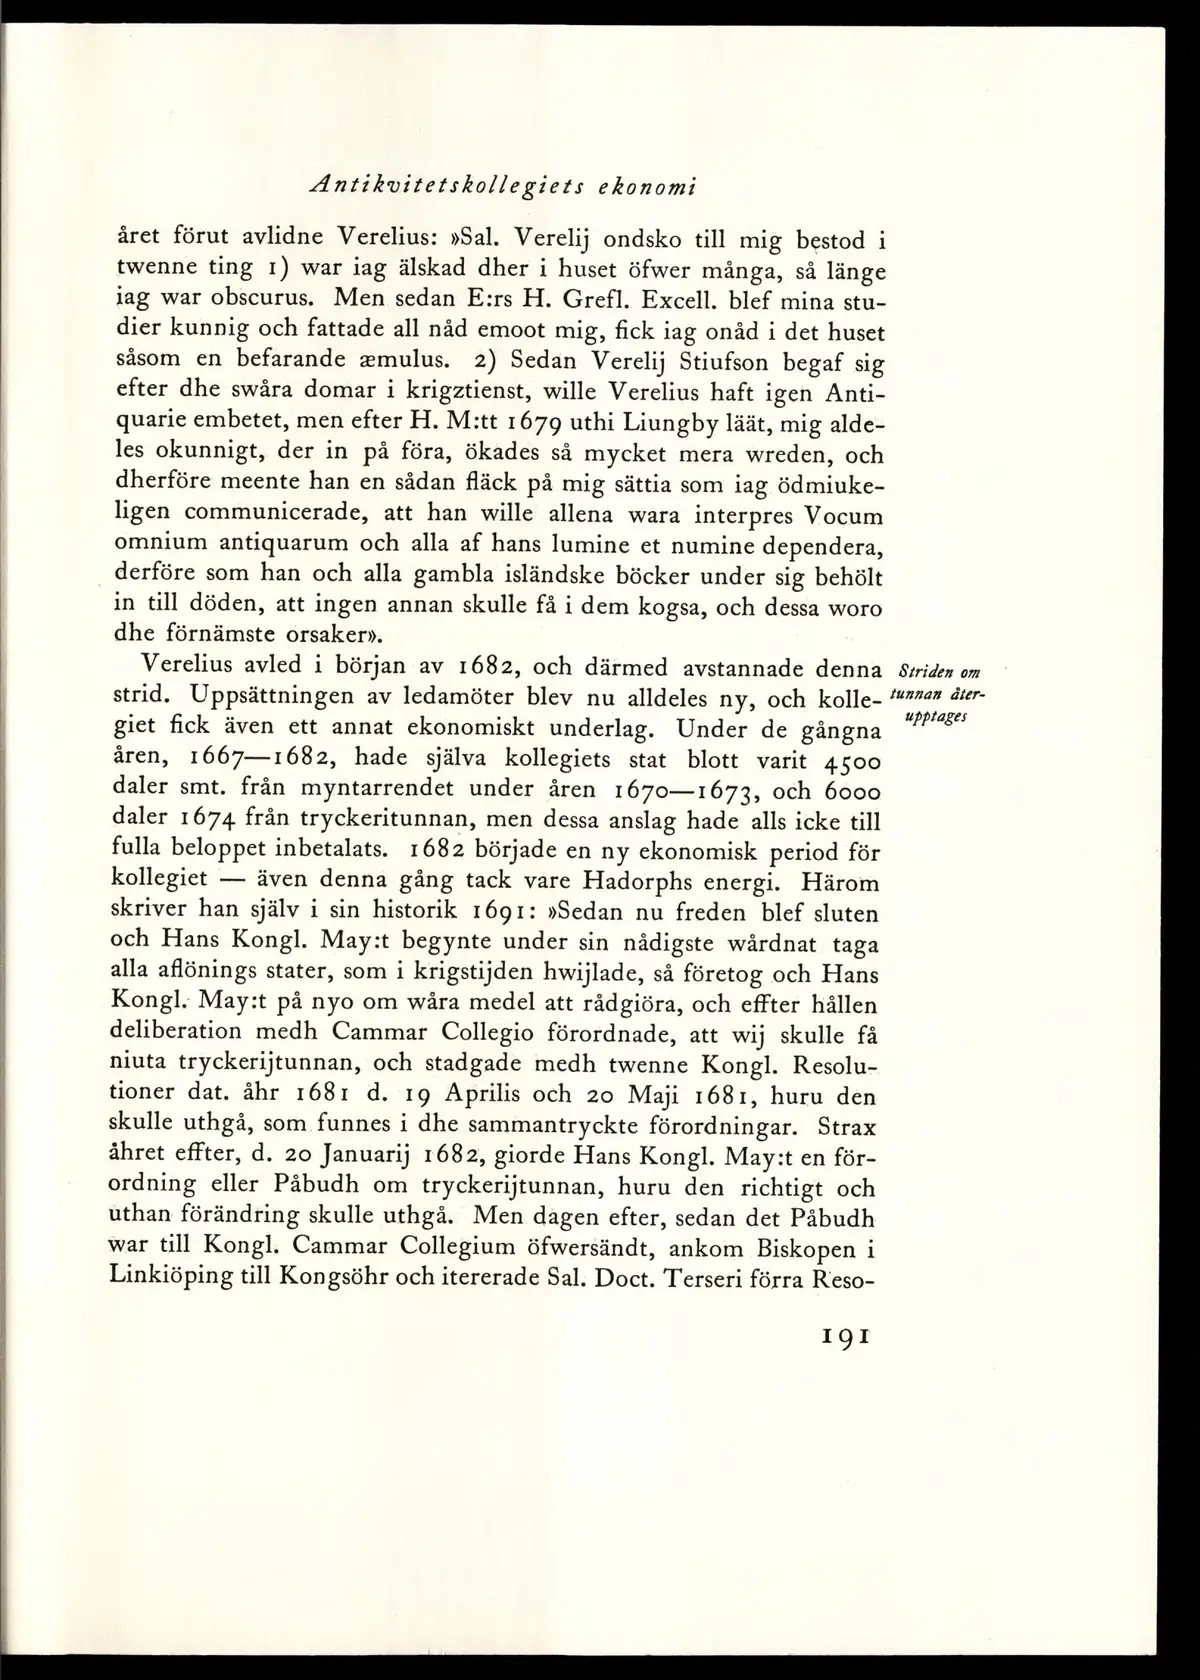 Antikvitetskollegiets ekonomi
året förut avlidne Verelius: »Sal. Verelij ondsko till mig bestod i
twenne ting 1) war iag älskad dher i huset öfwer många, så länge
iag war obscurus. Men sedan E:rs H. Grefl. Excell. blef mina stu-
dier kunnig och fattade all nåd emoot mig, fick iag onåd i det huset
såsom en befarande æmulus. 2) Sedan Verelij Stiufson begaf sig
efter dhe swåra domar i krigztienst, wille Verelius haft igen Anti-
quarie embetet, men efter H. M:tt 1679 uthi Liungby läät, mig alde-
les okunnigt, der in på föra, ökades så mycket mera wreden, och
dherföre meente han en sådan fläck på mig sättia som iag ödmiuke-
ligen communicerade, att han wille allena wara interpres Vocum
omnium antiquarum och alla af hans lumine et numine dependera,
derföre som han och alla gambla isländske böcker under sig behölt
in till döden, att ingen annan skulle få i dem kogsa, och dessa woro
dhe förnämste orsaker».
Verelius avled i början av 1682, och därmed avstannade denna
strid. Uppsättningen av ledamöter blev nu alldeles ny, och kolle-
giet fick även ett annat ekonomiskt underlag. Under de gångna
åren, 1667—1682, hade själva kollegiets stat blott varit 4500
daler smt. från myntarrendet under åren 1670—1673, och 6000
daler 1674 från tryckeritunnan, men dessa anslag hade alls icke till
fulla beloppet inbetalats. 1682 började en ny ekonomisk period för
kollegiet — även denna gång tack vare Hadorphs energi. Härom
skriver han själv i sin historik 1691: »Sedan nu freden blef sluten
och Hans Kongl. May:t begynte under sin nådigste wårdnat taga
alla aflönings stater, som i krigstijden hwijlade, så företog och Hans
Kongl. May:t på nyo om wåra medel att rådgiöra, och effter hållen
deliberation medh Cammar Collegio förordnade, att wij skulle få
niuta tryckerijtunnan, och stadgade medh twenne Kongl. Resolu-
tioner dat. åhr 1681 d. 19 Aprilis och 20 Maji 1681, huru den
skulle uthgå, som funnes i dhe sammantryckte förordningar. Strax
åhret effter, d. 20 Januarij 1682, giorde Hans Kongl. May:t en för-
ordning eller Påbudh om tryckerijtunnan, huru den richtigt och
uthan förändring skulle uthgå. Men dagen efter, sedan det Påbudh
war till Kongl. Cammar Collegium öfwersändt, ankom Biskopen i
Linkiöping till Kongsöhr och itererade Sal. Doct. Terseri förra Reso-
Striden om
tunnan åter-
upptages
191